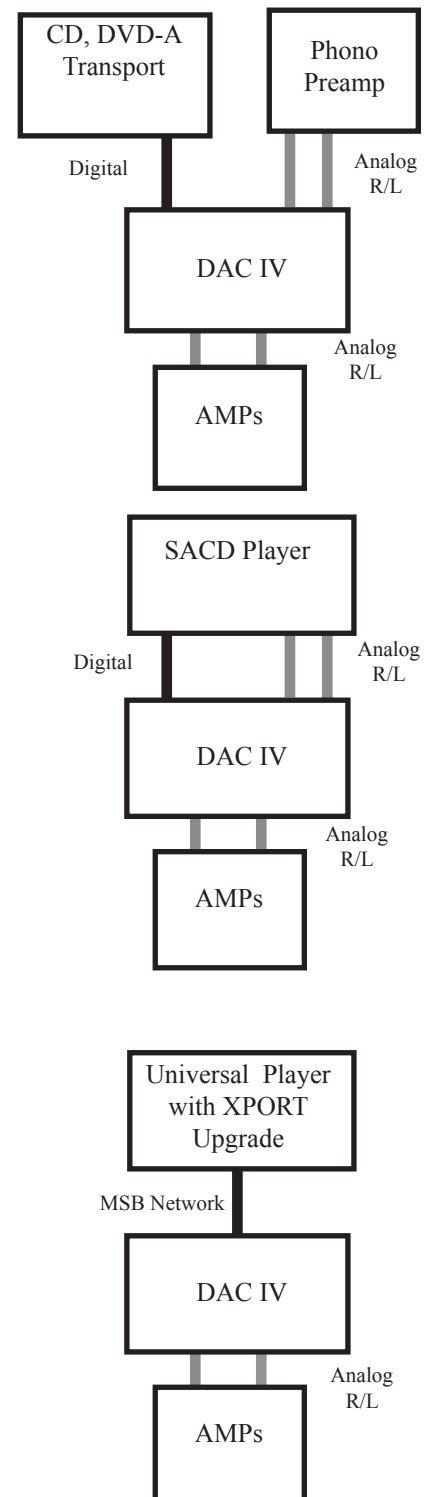 CD, DVD-A
Transport
Phono
Preamp
Digital
Analog
R/L
DAC IV
Analog
R/L
AMPs
SACD Player
Digital
Analog
R/L
DAC IV
Analog
R/L
AMPs
Universal Player
with XPORT
Upgrade
MSB Network
DAC IV
Analog
R/L
AMPs